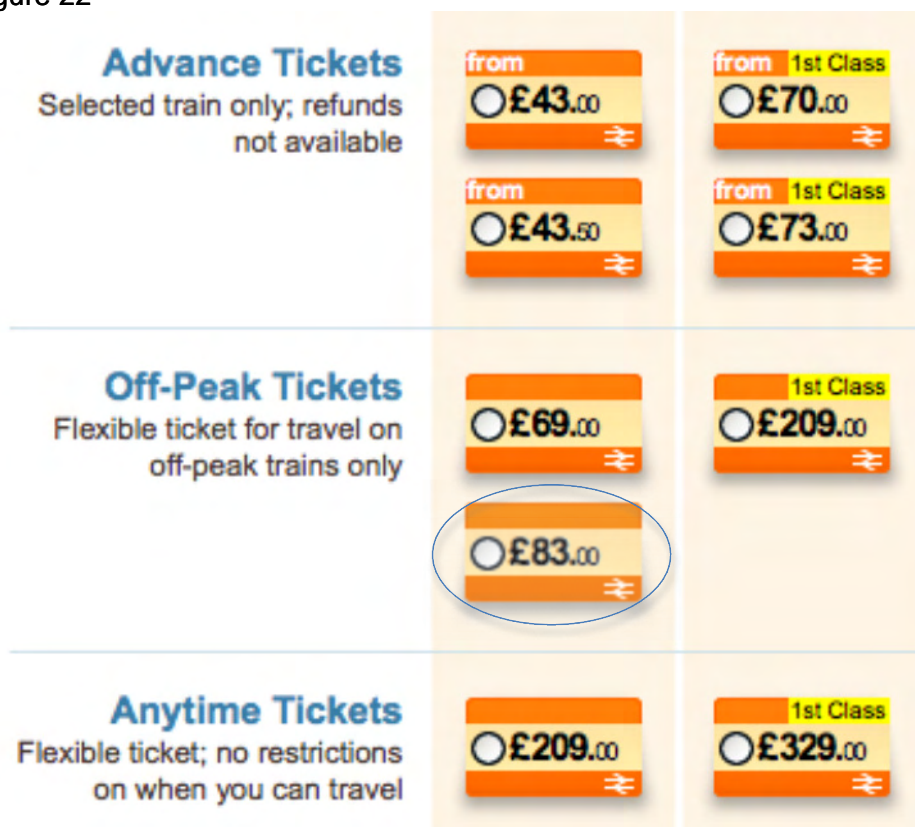 gure 22
Advance Tickets
Selected train only; refunds
not available
from
£43.00
from 1st Class
£70.00
from
£43.50
from 1st Class
£73.00
Off-Peak Tickets
Flexible ticket for travel on
off-peak trains only
£69.00
1st Class
£209.00
£83.00
Anytime Tickets
Flexible ticket; no restrictions
on when you can travel
£209.00
1st Class
£329.00